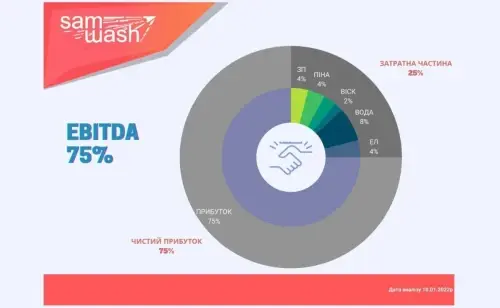 sam
wash
ЗАТРАТНА ЧАСТИНА
25%
ЗП
4%
ПІНА
4%
ВІСК
2%
ВОДА
8%
ЕЛ
4%
EBITDA
75%
ПРИБУТОК
75%
ЧИСТИЙ ПРИБУТОК
75%
Дата аналізу 18.01.2022р